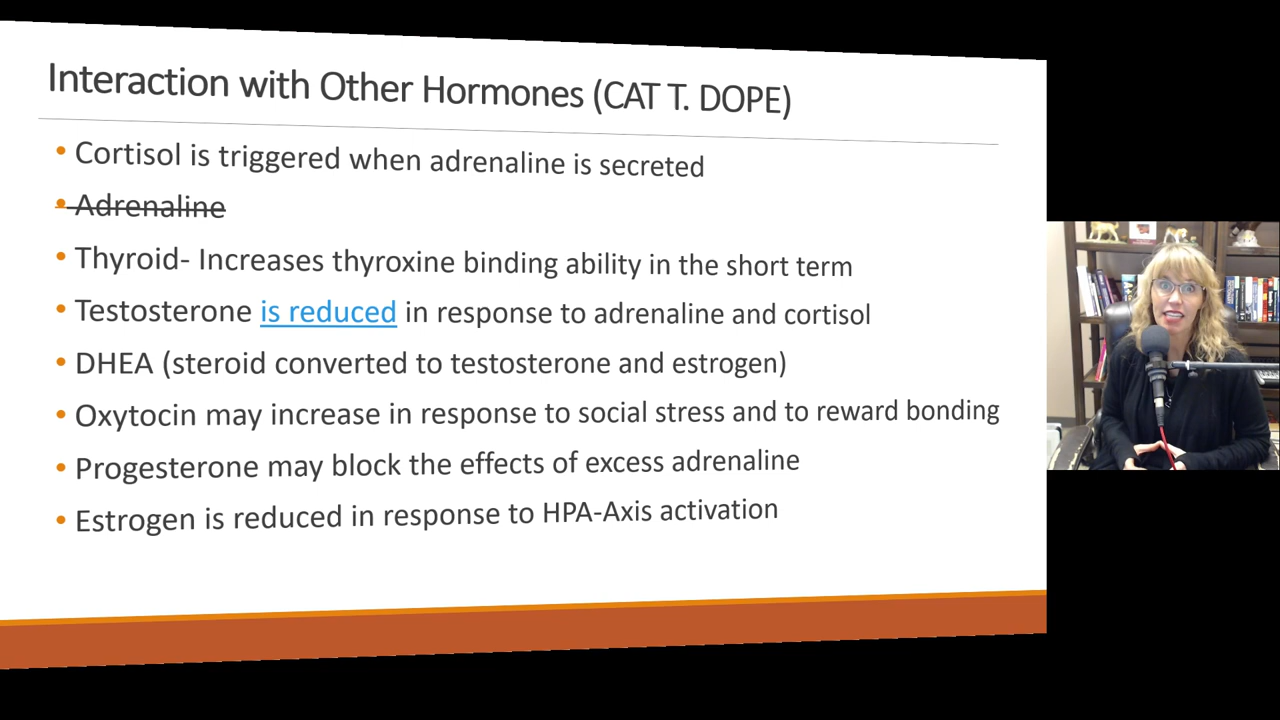 Interaction with Other Hormones (CAT T. DOPE)
• Cortisol is triggered when adrenaline is secreted
• Adrenaline
• Thyroid- Increases thyroxine binding ability in the short term
• Testosterone is reduced in response to adrenaline and cortisol
• DHEA (steroid converted to testosterone and estrogen)
• Oxytocin may increase in response to social stress and to reward bonding
• Progesterone may block the effects of excess adrenaline
• Estrogen is reduced in response to HPA-Axis activation